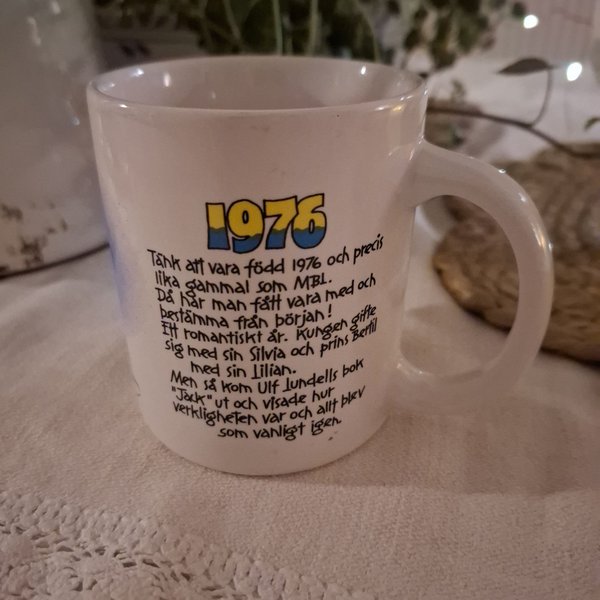 1976
Tänk att vara född 1976 och precis
lika gammal som MBL.
Då har man fått vara med och
bestämma från början!
Ett romantiskt år. Kungen gifte
sig med sin Silvia och prins Bertil
med sin Lilian.
Men så kom Ulf Lundells bok
"Jack" ut och visade hur
verkligheten var och allt blev
som vanligt igen.